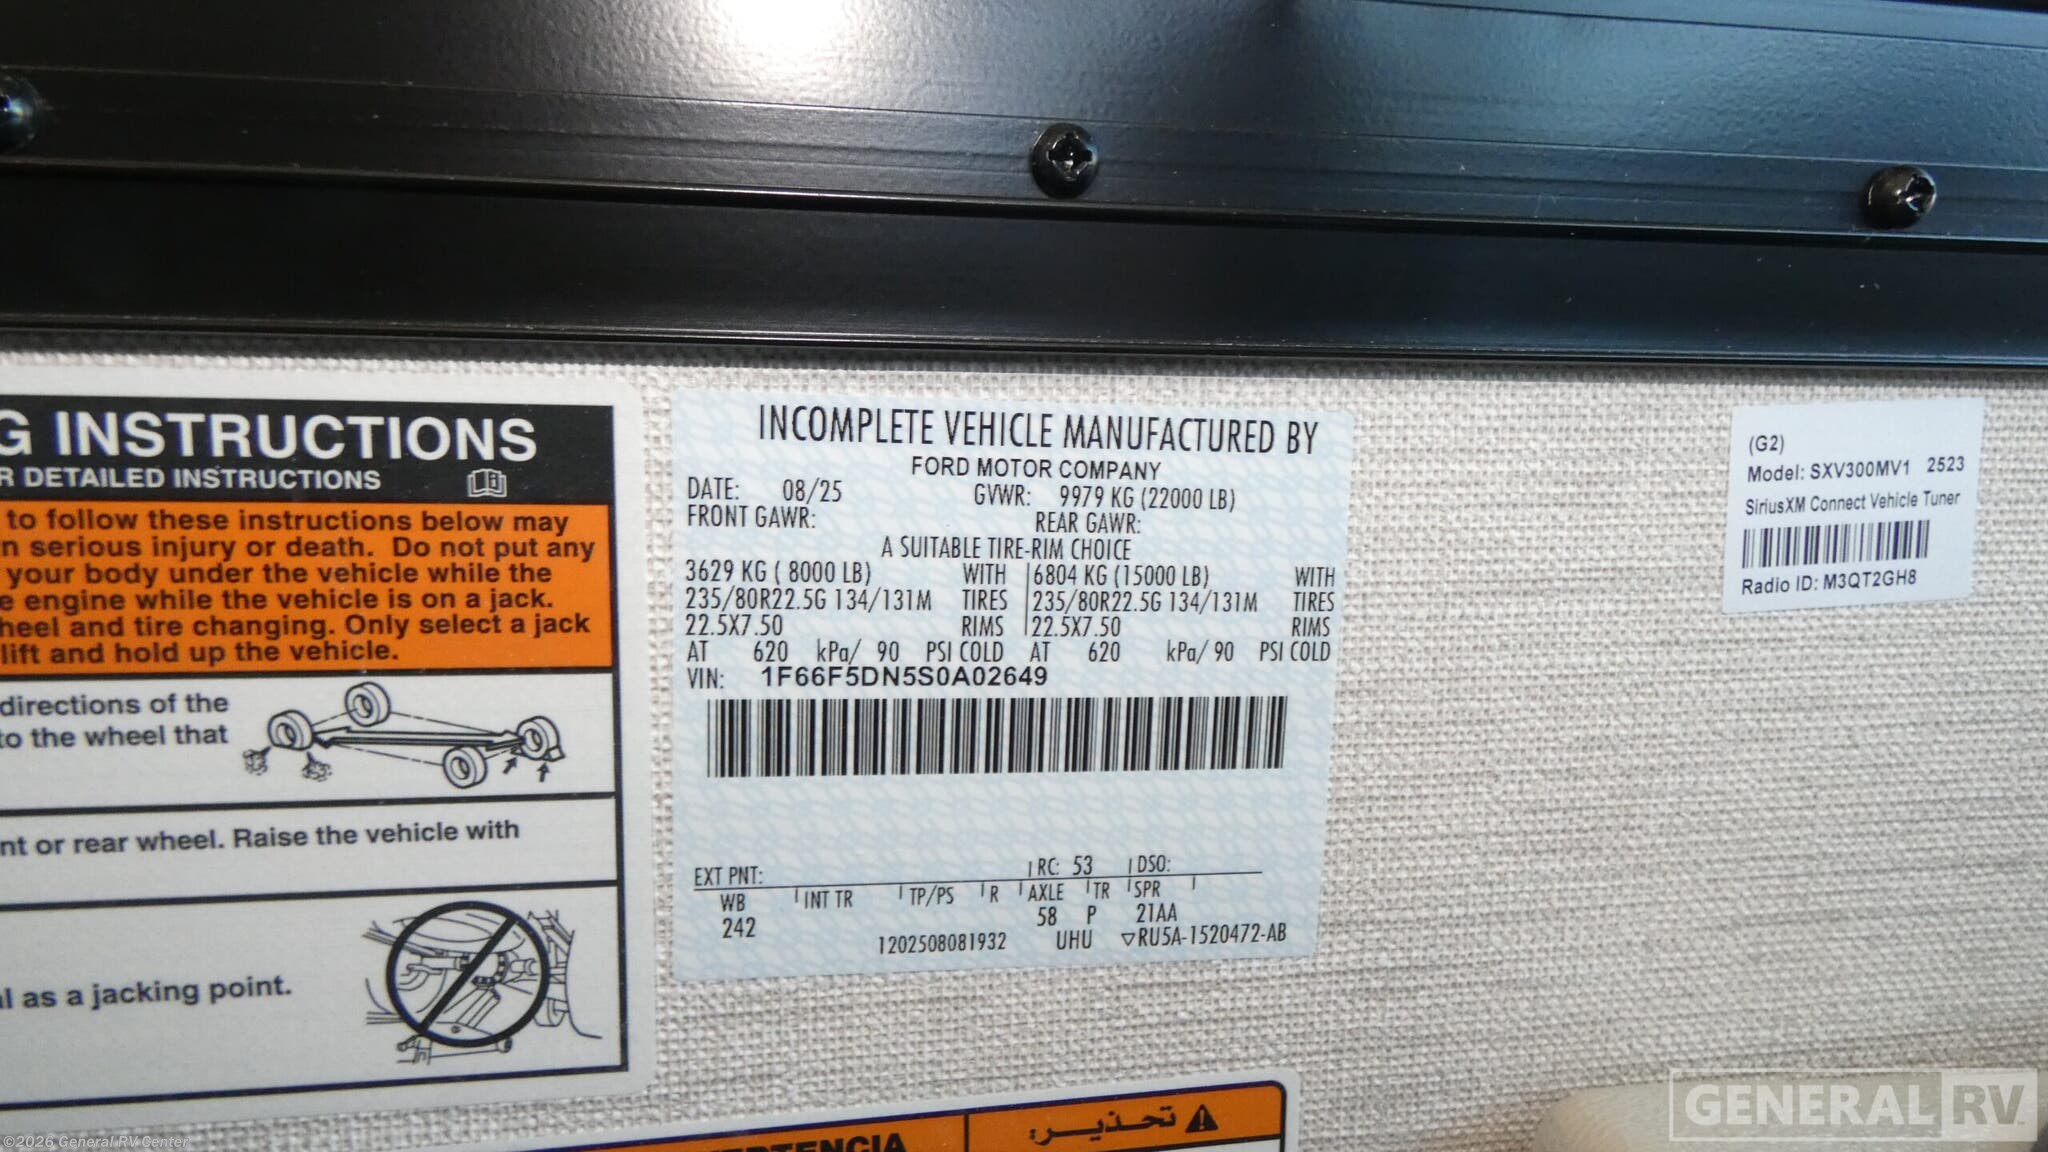 G INSTRUCTIONS
R DETAILED INSTRUCTIONS
to follow these instructions below may
n serious injury or death. Do not put any
your body under the vehicle while the
e engine while the vehicle is on a jack.
heel and tire changing. Only select a jack
lift and hold up the vehicle.
directions of the
to the wheel that
nt or rear wheel. Raise the vehicle with
al as a jacking point.
INCOMPLETE VEHICLE MANUFACTURED BY
FORD MOTOR COMPANY
DATE: 08/25 GVWR: 9979 KG (22000 LB)
FRONT GAWR: REAR GAWR:
A SUITABLE TIRE-RIM CHOICE
3629 KG ( 8000 LB) WITH 6804 KG (15000 LB) WITH
235/80R22.5G 134/131M TIRES 235/80R22.5G 134/131M TIRES
22.5X7.50 RIMS 22.5X7.50 RIMS
AT 620 kPa/ 90 PSI COLD AT 620 kPa/ 90 PSI COLD
VIN: 1F66F5DN5S0A02649
EXT PNT: RC: 53 DSO:
WB INT TR TP/PS R AXLE TR SPR
242 58 P 21AA
1202508081932 UHU ▽RU5A-1520472-AB
(G2)
Model: SXV300MV1 2523
SiriusXM Connect Vehicle Tuner
Radio ID: M3QT2GH8
VERTENCIA
تحذير:
GENERAL RV
©2026 General RV Center